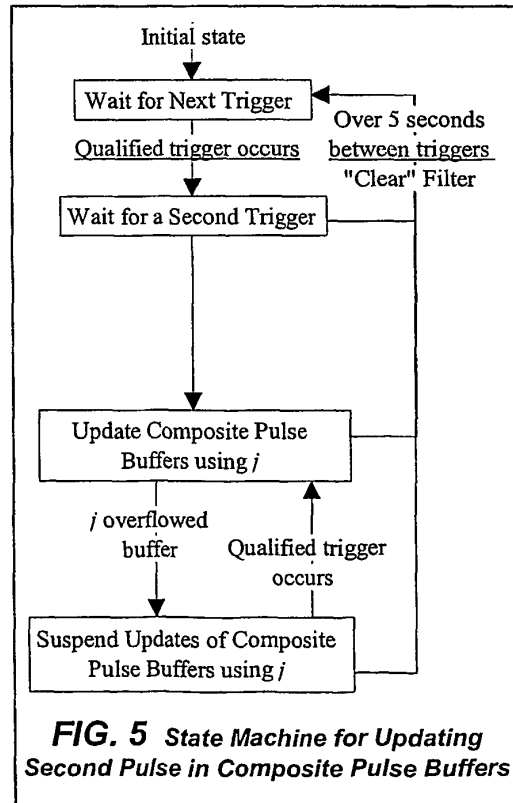 Initial state
Wait for Next Trigger
Over 5 seconds
between triggers
"Clear" Filter
Qualified trigger occurs
Wait for a Second Trigger
Update Composite Pulse
Buffers using j
j overflowed
buffer
Qualified trigger
occurs
Suspend Updates of Composite
Pulse Buffers using j
FIG. 5 State Machine for Updating
Second Pulse in Composite Pulse Buffers